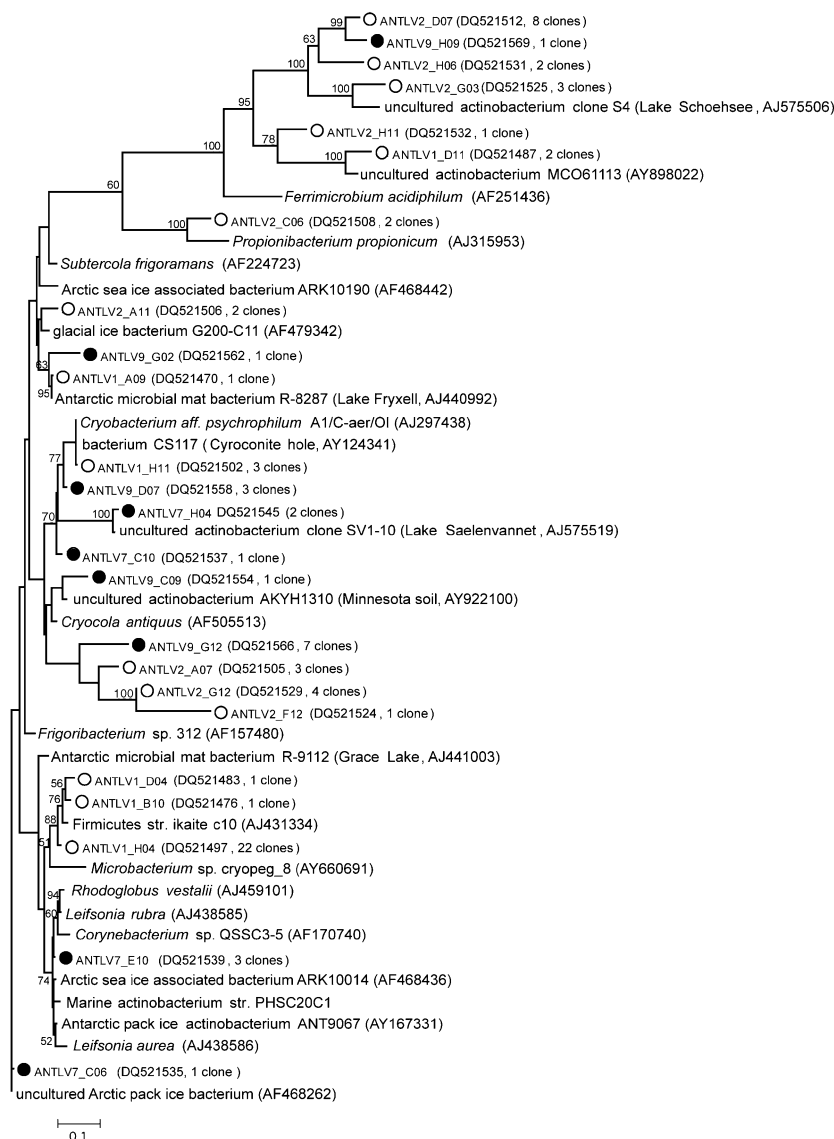 99
ANTLV2_D07 (DQ521512, 8 clones)
63
ANTLV9_H09 (DQ521569, 1 clone)
100
ANTLV2_H06 (DQ521531, 2 clones)
100
ANTLV2_G03(DQ521525, 3 clones)
95
uncultured actinobacterium clone S4 (Lake Schoehsee, AJ575506)
ANTLV2_H11 (DQ521532, 1 clone)
78
100
100
ANTLV1_D11 (DQ521487, 2 clones)
uncultured actinobacterium MCO61113 (AY898022)
60
Ferrimicrobium acidiphilum (AF251436)
100
ANTLV2_C06 (DQ521508, 2 clones)
Propionibacterium propionicum (AJ315953)
Subtercola frigoramans (AF224723)
Arctic sea ice associated bacterium ARK10190 (AF468442)
ANTLV2_A11 (DQ521506, 2 clones)
glacial ice bacterium G200-C11 (AF479342)
ANTLV9_G02 (DQ521562, 1 clone)
63
ANTLV1_A09 (DQ521470, 1 clone)
95
Antarctic microbial mat bacterium R-8287 (Lake Fryxell, AJ440992)
Cryobacterium aff. psychrophilum A1/C-aer/OI (AJ297438)
bacterium CS117 (Cyroconite hole, AY124341)
77
ANTLV1_H11 (DQ521502, 3 clones)
ANTLV9_D07 (DQ521558, 3 clones)
70
100
ANTLV7_H04 DQ521545 (2 clones)
uncultured actinobacterium clone SV1-10 (Lake Saelenvannet, AJ575519)
ANTLV7_C10 (DQ521537, 1 clone)
ANTLV9_C09 (DQ521554, 1 clone)
uncultured actinobacterium AKYH1310 (Minnesota soil, AY922100)
Cryocola antiquus (AF505513)
ANTLV9_G12 (DQ521566, 7 clones)
ANTLV2_A07 (DQ521505, 3 clones)
100
ANTLV2_G12 (DQ521529, 4 clones)
ANTLV2_F12 (DQ521524, 1 clone)
Frigoribacterium sp. 312 (AF157480)
Antarctic microbial mat bacterium R-9112 (Grace Lake, AJ441003)
56
ANTLV1_D04 (DQ521483, 1 clone)
76
ANTLV1_B10 (DQ521476, 1 clone)
88
Firmicutes str. ikaite c10 (AJ431334)
51
ANTLV1_H04 (DQ521497, 22 clones)
Microbacterium sp. cryopeg_8 (AY660691)
94
Rhodoglobus vestalii (AJ459101)
60
Leifsonia rubra (AJ438585)
Corynebacterium sp. QSSC3-5 (AF170740)
ANTLV7_E10 (DQ521539, 3 clones)
74
Arctic sea ice associated bacterium ARK10014 (AF468436)
Marine actinobacterium str. PHSC20C1
Antarctic pack ice actinobacterium ANT9067 (AY167331)
52
Leifsonia aurea (AJ438586)
ANTLV7_C06 (DQ521535, 1 clone)
uncultured Arctic pack ice bacterium (AF468262)
0.1